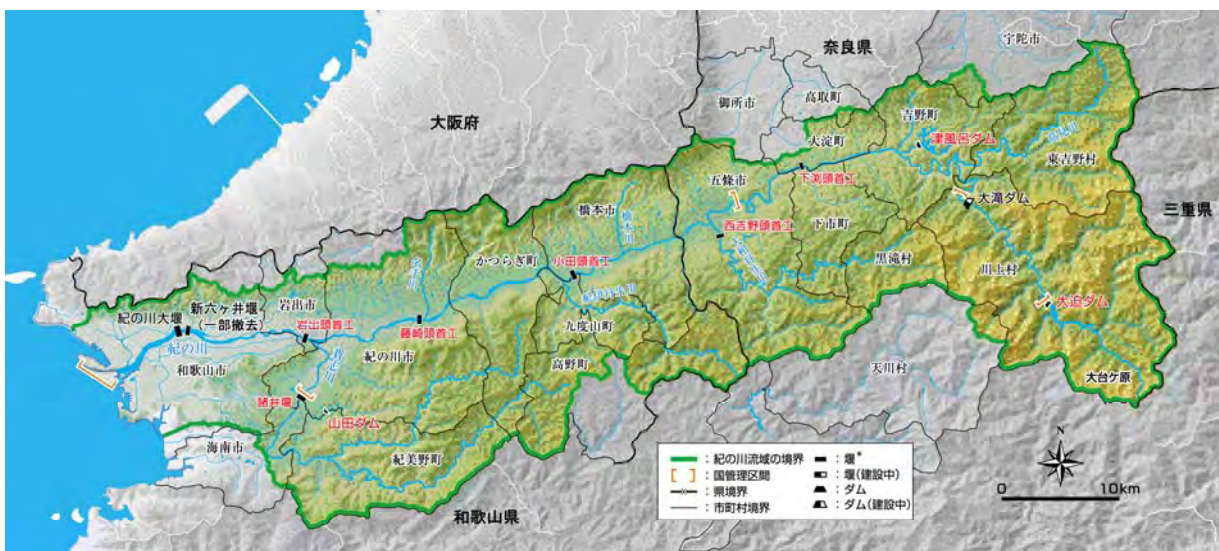 宇陀市
奈良県
御所市
高取町
吉野町
大阪府
大淀町
津風呂ダム
東吉野村
五條市
下渕頭首工
三重県
橋本市
橋本川
大滝ダム
西吉野頭首工
下市町
かつらぎ町
小田頭首工
黒滝村
川上村
新六ヶ井堰
(一部撤去)
岩出市
紀の川大堰
岩出頭首工
藤崎頭首工
九度山町
大迫ダム
紀の川
紀の川市
貴志川
和歌山市
高野町
天川村
大台ケ原
諸井堰
山田ダム
海南市
紀美野町
和歌山県
:紀の川流域の境界
:国管理区間
:県境界
:市町村境界
:堰*
:堰(建設中)
:ダム
:ダム(建設中)
N
0 10km